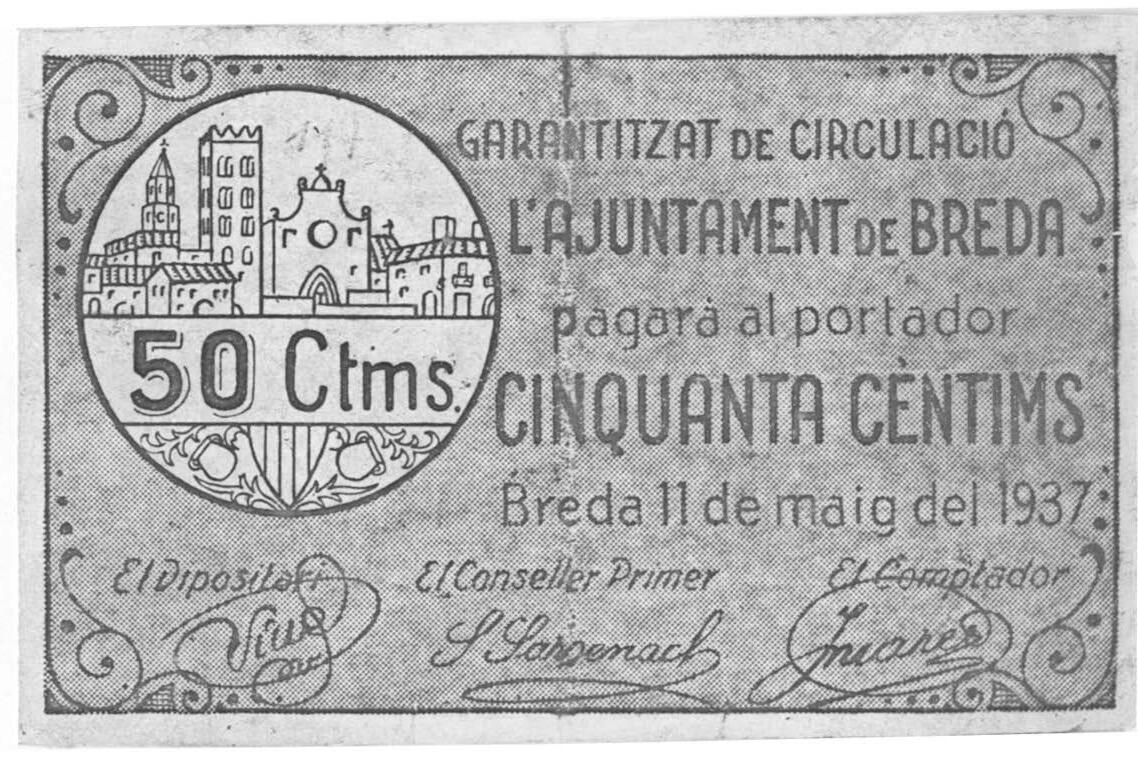 GARANTITZAT DE CIRCULACIÓ
L'AJUNTAMENT DE BREDA
pagarà al portador
CINQUANTA CÈNTIMS
Breda 11 de maig del 1937
50 Ctms.
El Dipositari
El Conseller Primer
El Comptador